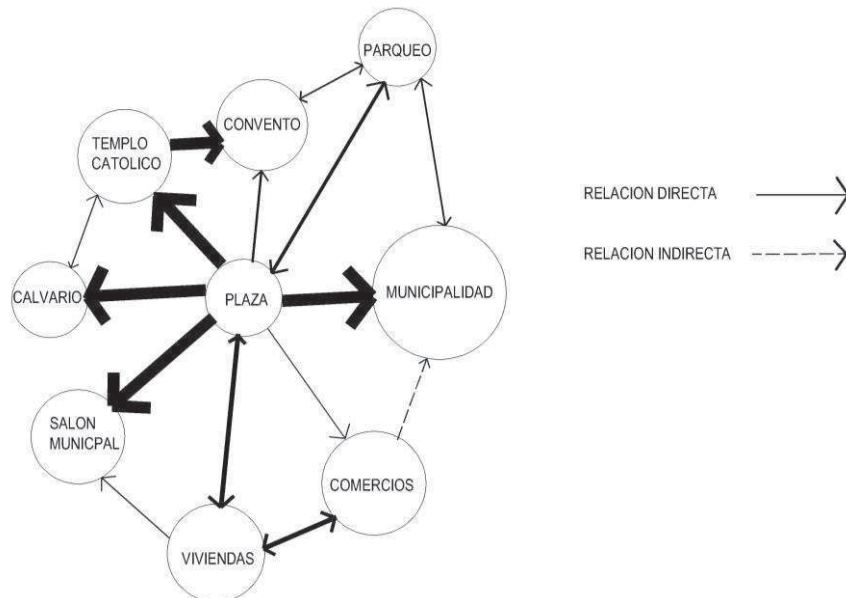 PARQUEO
CONVENTO
TEMPLO
CATOLICO
RELACION DIRECTA
RELACION INDIRECTA
CALVARIO
PLAZA
MUNICIPALIDAD
SALON
MUNICPAL
COMERCIOS
VIVIENDAS